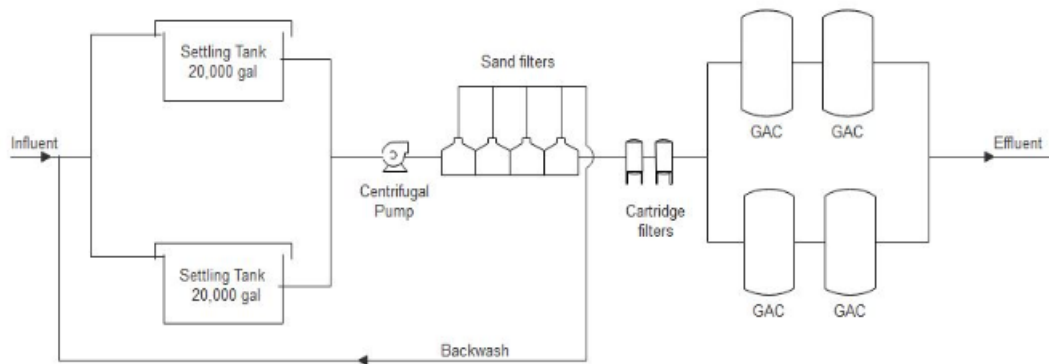 Settling Tank
20,000 gal
Sand filters
GAC
GAC
Influent
Effluent
Centrifugal
Pump
Cartridge
filters
Settling Tank
20,000 gal
GAC
GAC
Backwash